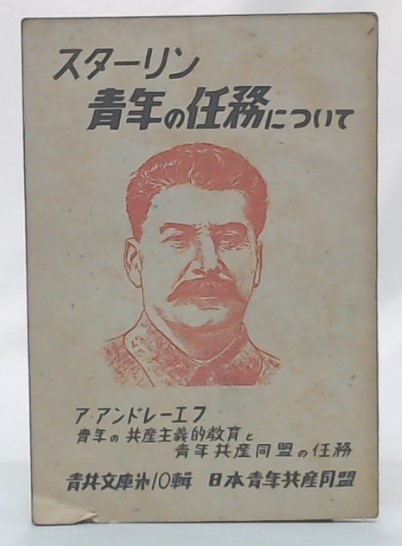 スターリン
青年の任務について
ア・アンドレーエフ
青年の共産主義的教育と
青年共産同盟の任務
青共文庫第10輯 日本青年共産同盟